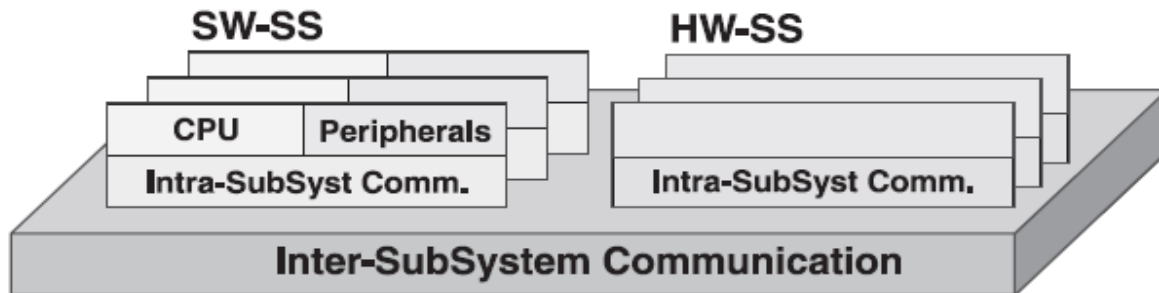 SW-SS
HW-SS
CPU
Peripherals
Intra-SubSyst Comm.
Intra-SubSyst Comm.
Inter-SubSystem Communication